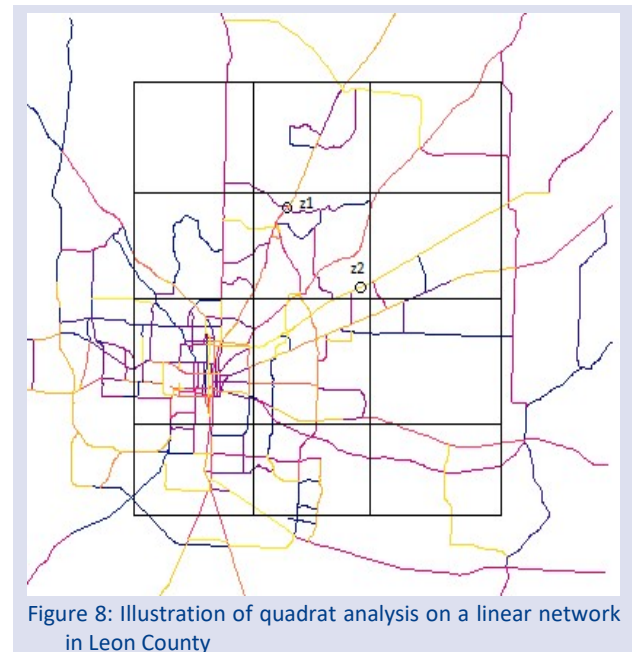 z1
z2
Figure 8: Illustration of quadrat analysis on a linear network
in Leon County